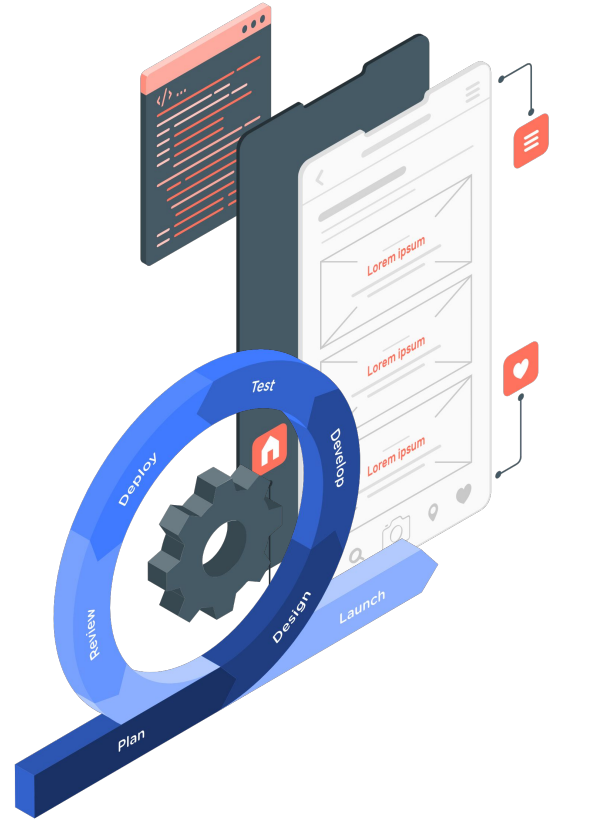 </> ...
Lorem ipsum
Lorem ipsum
Lorem ipsum
Test
Develop
Deploy
Design
Review
Launch
Plan